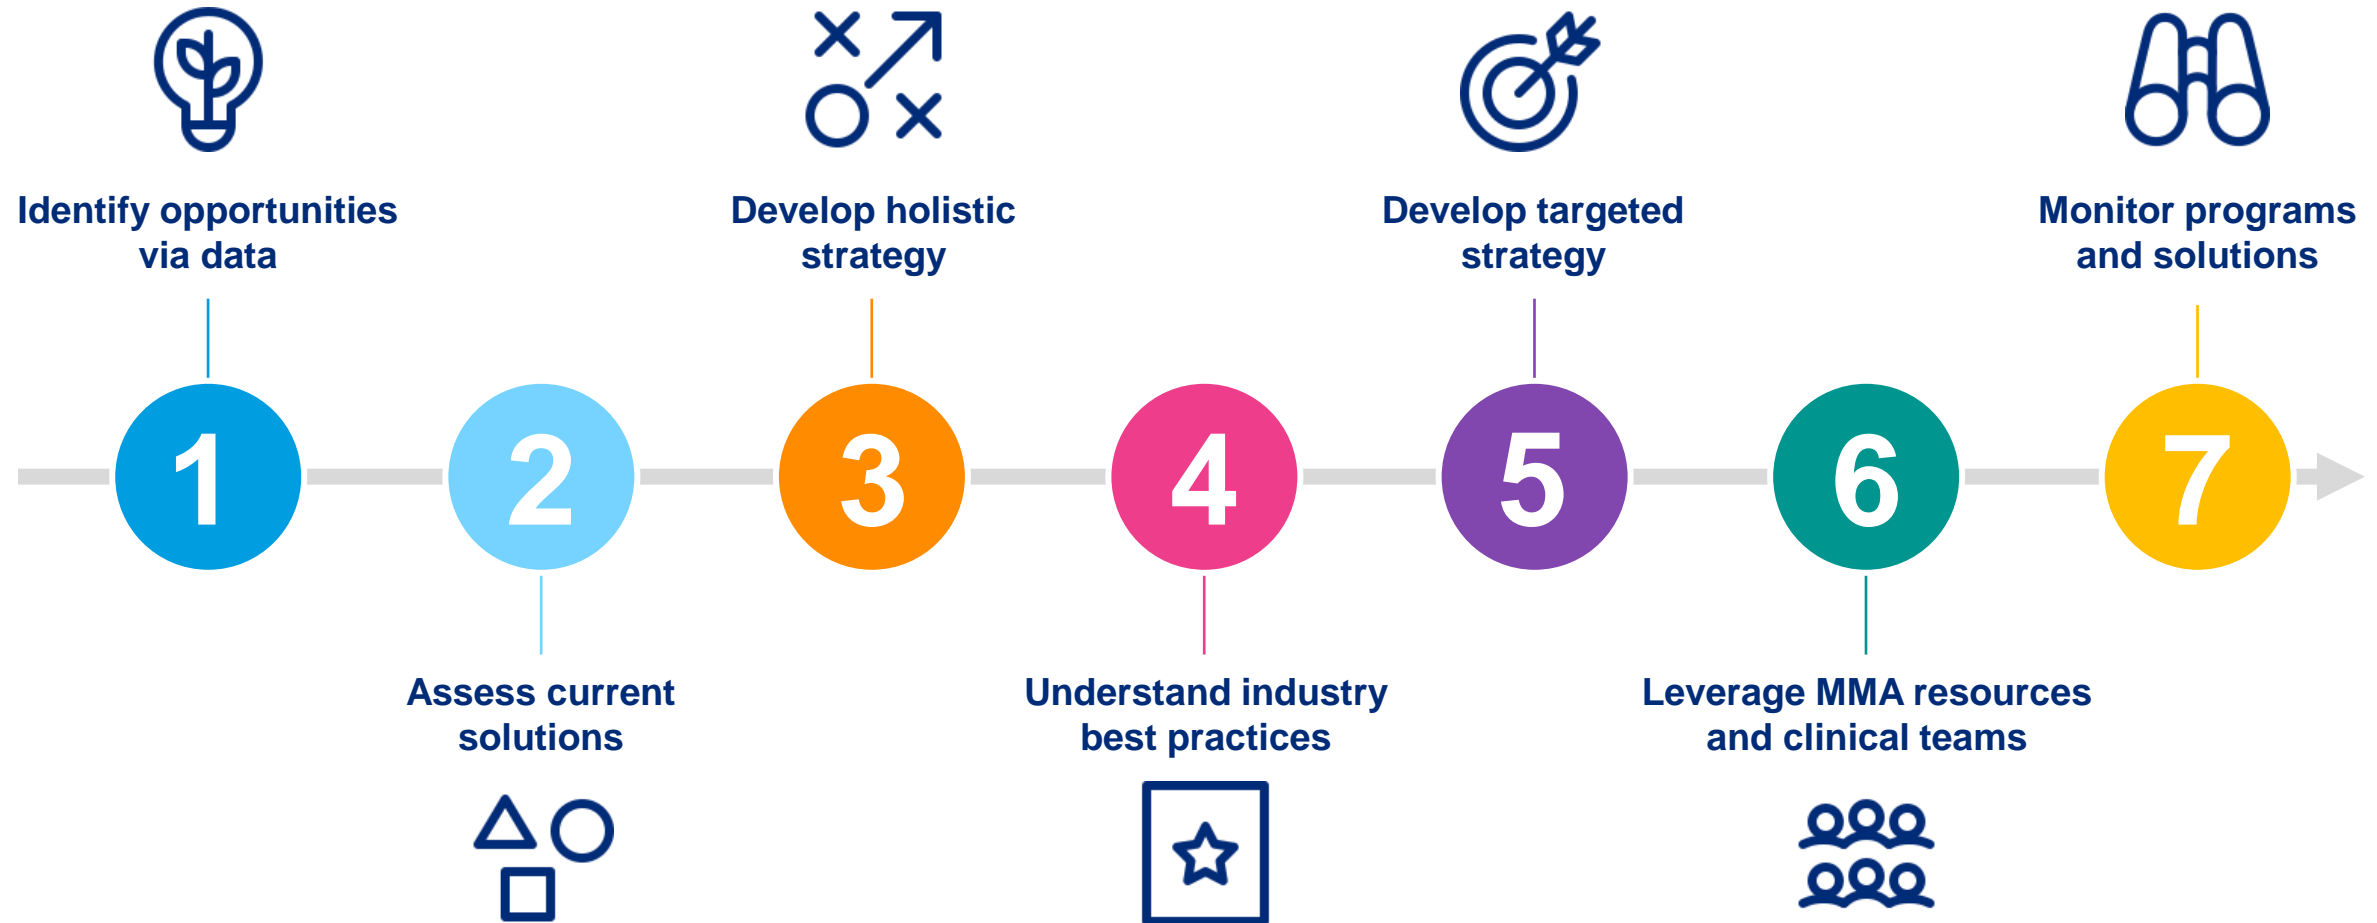 Identify opportunities
via data
Develop holistic
strategy
Develop targeted
strategy
Monitor programs
and solutions
1
2
3
4
5
6
7
Assess current
solutions
Understand industry
best practices
Leverage MMA resources
and clinical teams